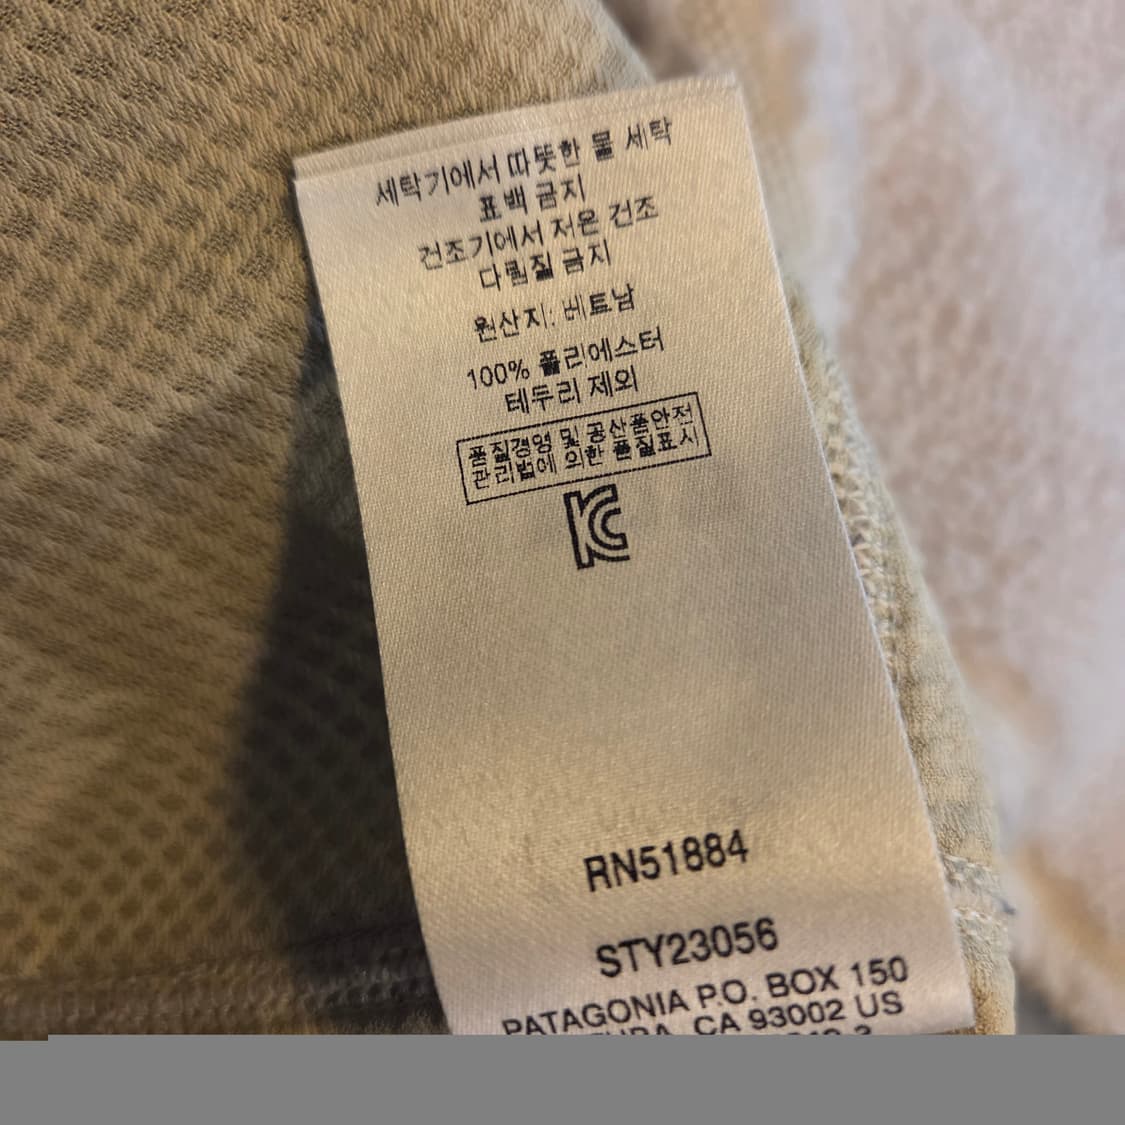 세탁기에서 따뜻한 물 세탁
표백 금지
건조기에서 저온 건조
다림질 금지
원산지: 베트남
100% 폴리에스터
테두리 제외
품질경영 및 공산품안전
관리법에 의한 품질표시
KC
RN51884
STY23056
PATAGONIA P.O. BOX 150
CA 93002 US